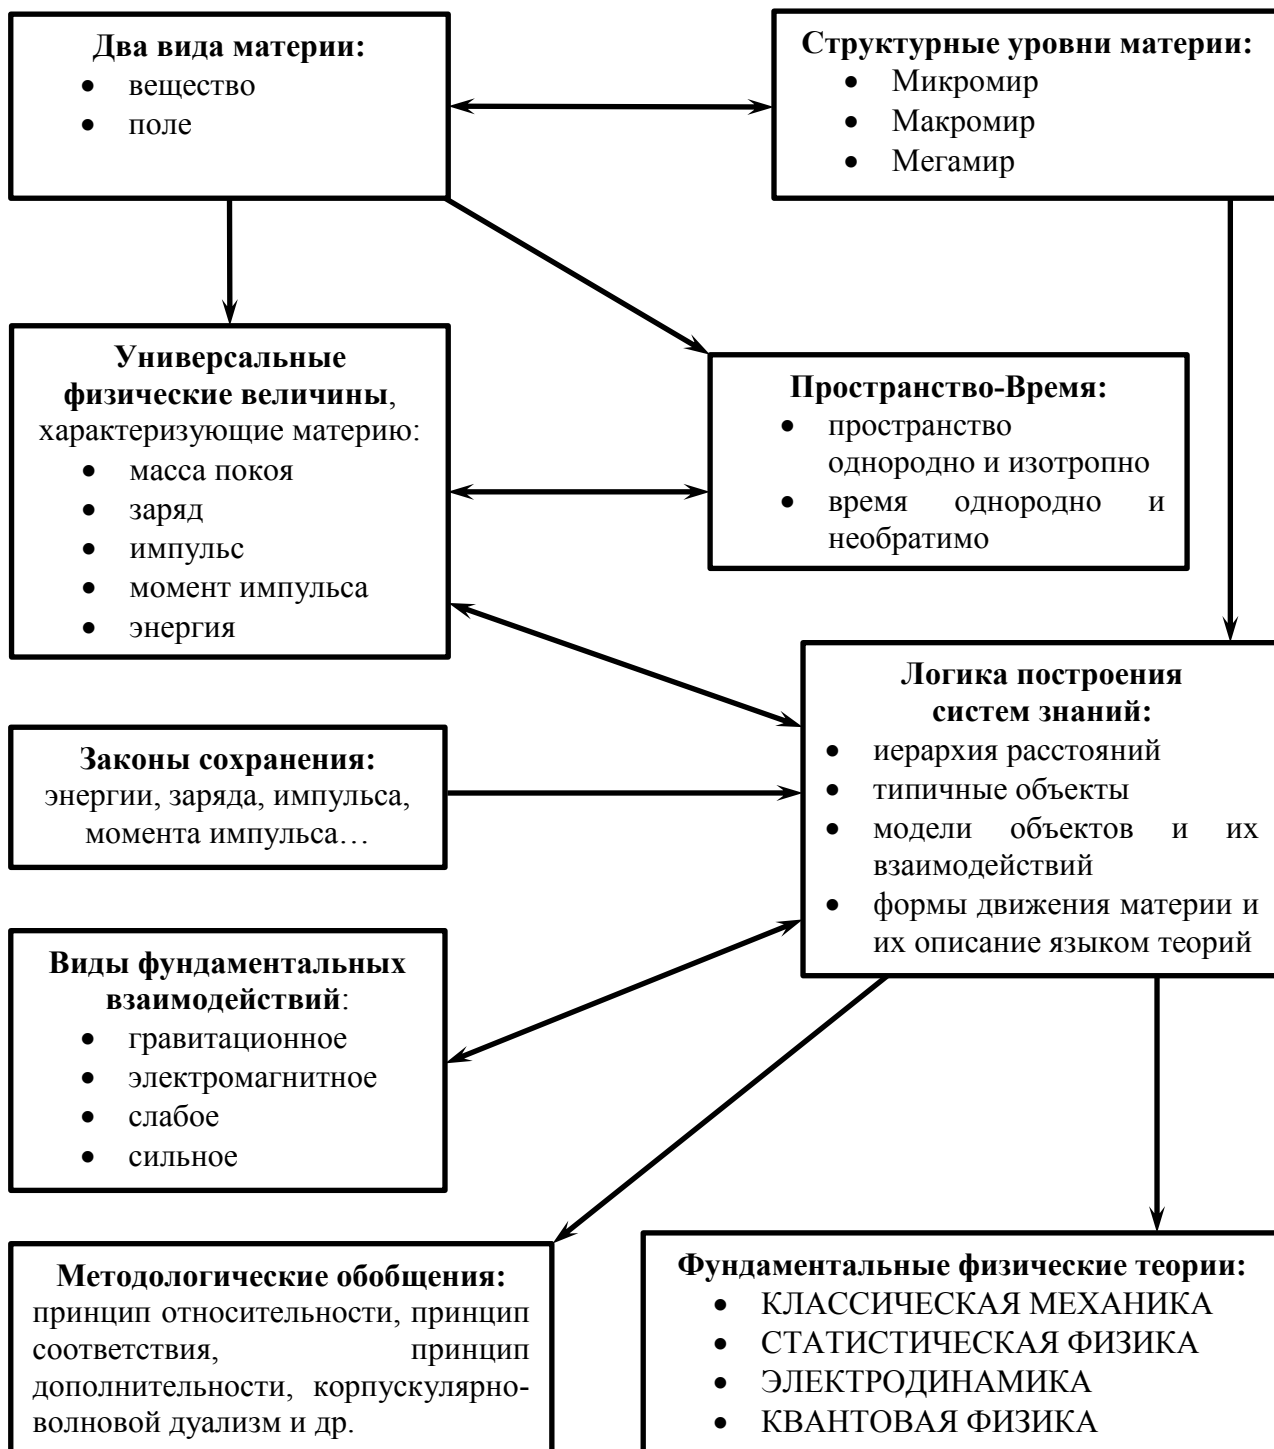 Два вида материи:
• вещество
• поле
Структурные уровни материи:
• Микромир
• Макромир
• Мегамир
Универсальные
физические величины,
характеризующие материю:
• масса покоя
• заряд
• импульс
• момент импульса
• энергия
Пространство-Время:
• пространство
однородно и изотропно
• время однородно и
необратимо
Логика построения
систем знаний:
• иерархия расстояний
• типичные объекты
• модели объектов и их
взаимодействий
• формы движения материи и
их описание языком теорий
Законы сохранения:
энергии, заряда, импульса,
момента импульса…
Виды фундаментальных
взаимодействий:
• гравитационное
• электромагнитное
• слабое
• сильное
Методологические обобщения:
принцип относительности, принцип
соответствия, принцип
дополнительности, корпускулярно-
волновой дуализм и др.
Фундаментальные физические теории:
• КЛАССИЧЕСКАЯ МЕХАНИКА
• СТАТИСТИЧЕСКАЯ ФИЗИКА
• ЭЛЕКТРОДИНАМИКА
• КВАНТОВАЯ ФИЗИКА